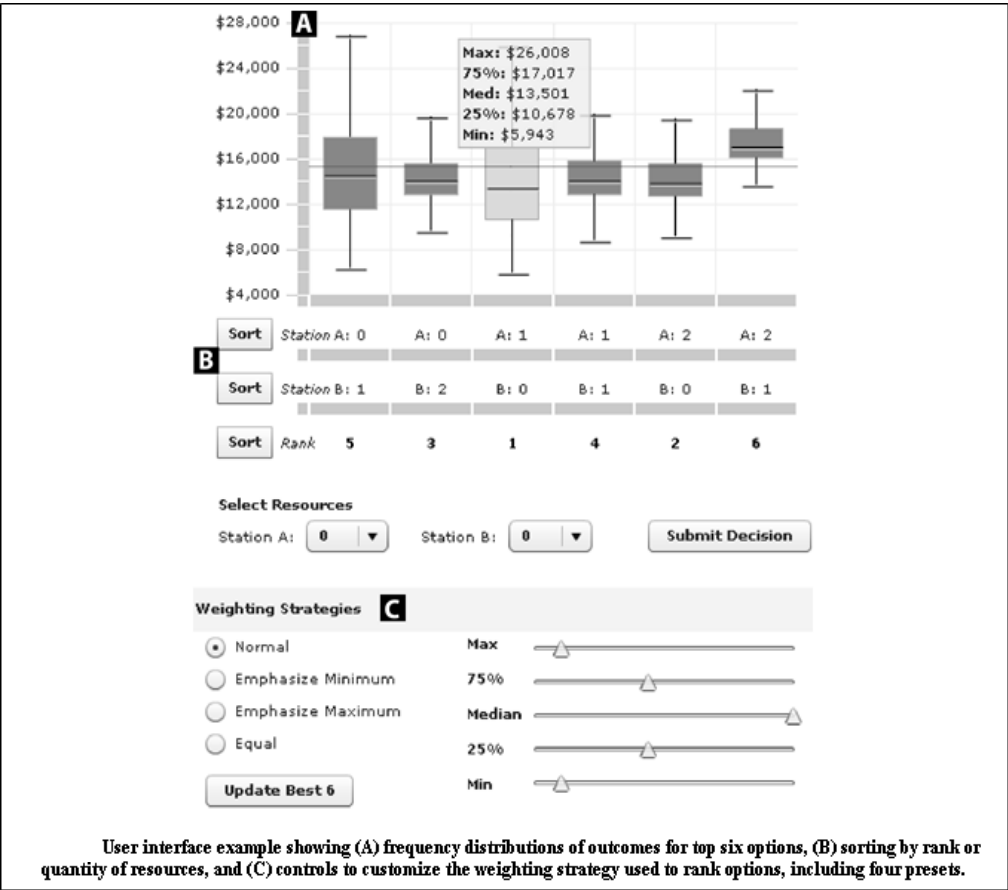 $28,000
A
$24,000
$20,000
$16,000
$12,000
$8,000
$4,000
Max: $26,008
75%: $17,017
Med: $13,501
25%: $10,678
Min: $5,943
Sort Station A: 0 A: 0 A: 1 A: 1 A: 2 A: 2
B
Sort Station B: 1 B: 2 B: 0 B: 1 B: 0 B: 1
Sort Rank 5 3 1 4 2 6
Select Resources
Station A: 0 Station B: 0 Submit Decision
Weighting Strategies C
Normal Max
Emphasize Minimum 75%
Emphasize Maximum Median
Equal 25%
Update Best 6 Min
User interface example showing (A) frequency distributions of outcomes for top six options, (B) sorting by rank or
quantity of resources, and (C) controls to customize the weighting strategy used to rank options, including four presets.